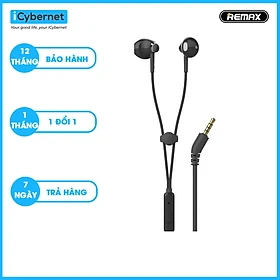 iCybernet
Your good life, your iCybernet
REMAX
12 THÁNG
BẢO HÀNH
1 THÁNG
1 ĐỔI 1
7 NGÀY
TRẢ HÀNG